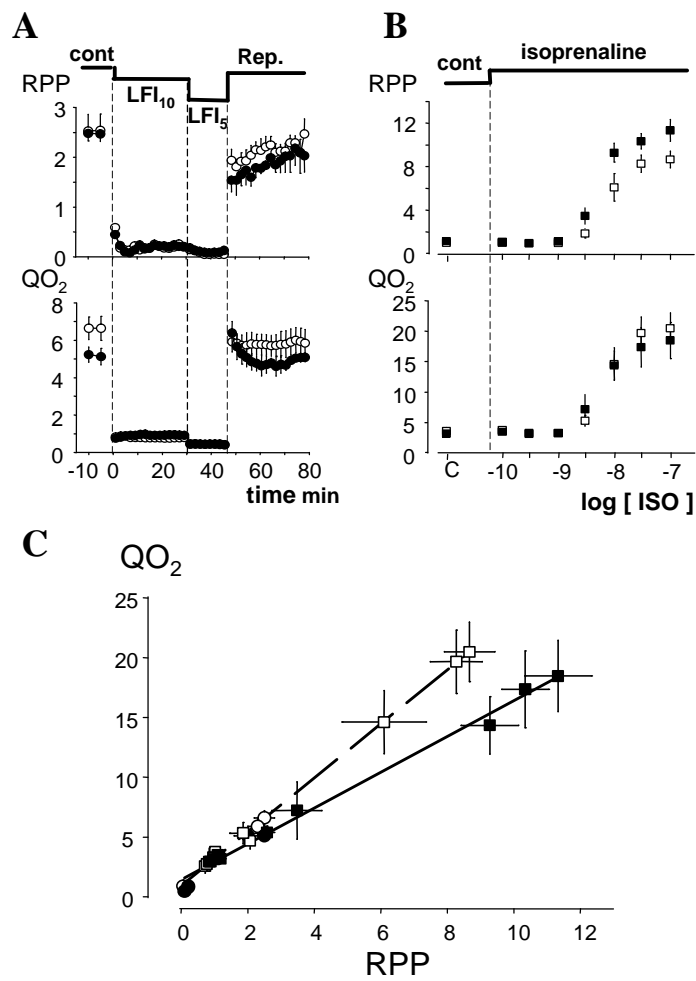 A
cont
Rep.
RPP
LFI10
LFI5
3
2
1
0
QO2
8
6
4
2
0
-10 0 20 40 60 80
time min
B
cont
isoprenaline
RPP
12
8
4
0
QO2
25
20
15
10
5
0
C -10 -9 -8 -7
log [ ISO ]
C
QO2
25
20
15
10
5
0
0 2 4 6 8 10 12
RPP